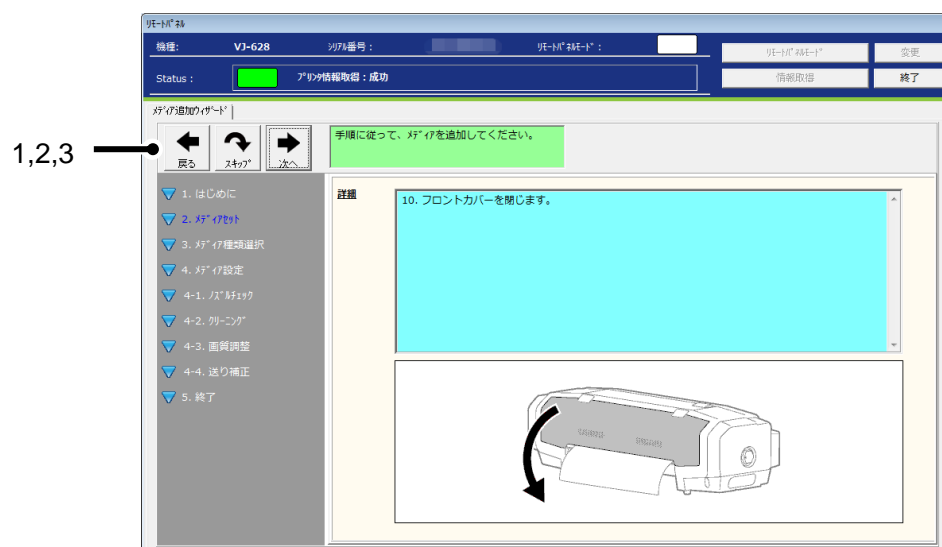 ﾘﾓｰﾄﾊﾟﾈﾙ
機種: VJ-628 ｼﾘｱﾙ番号： ﾘﾓｰﾄﾊﾟﾈﾙﾓｰﾄﾞ：
ﾘﾓｰﾄﾊﾟﾈﾙﾓｰﾄﾞ 変更
Status： ﾌﾟﾘﾝﾀ情報取得：成功
情報取得 終了
ﾒﾃﾞｨｱ追加ｳｨｻﾞｰﾄﾞ
1,2,3
戻る ｽｷｯﾌﾟ 次へ
手順に従って、ﾒﾃﾞｨｱを追加してください。
1. はじめに
2. ﾒﾃﾞｨｱｾｯﾄ
3. ﾒﾃﾞｨｱ種類選択
4. ﾒﾃﾞｨｱ設定
4-1. ﾉｽﾞﾙﾁｪｯｸ
4-2. ｸﾘｰﾆﾝｸﾞ
4-3. 画質調整
4-4. 送り補正
5. 終了
詳細
10. フロントカバーを閉じます。